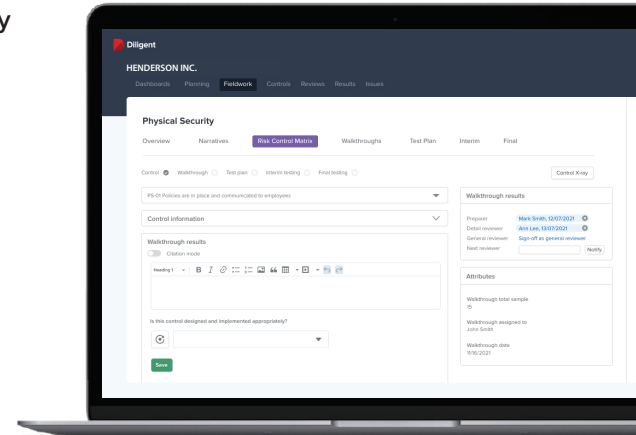 y
Diligent
HENDERSON INC.
Dashboards Planning Fieldwork Controls Reviews Results Issues
Physical Security
Overview Narratives Risk Control Matrix Walkthroughs Test Plan Interim Final
Control Walkthrough Test plan Interim testing Final testing Control X-ray
PS-01 Policies are in place and communicated to employees
Control information
Walkthrough results
Citation mode
Heading 1 B I
Is this control designed and implemented appropriately?
Save
Walkthrough results
Preparer Mark Smith, 12/07/2021
Detail reviewer Ann Lee, 13/07/2021
General reviewer Sign-off as general reviewer
Next reviewer Notify
Attributes
Walkthrough total sample
15
Walkthrough assigned to
John Smith
Walkthrough date
11/16/2021